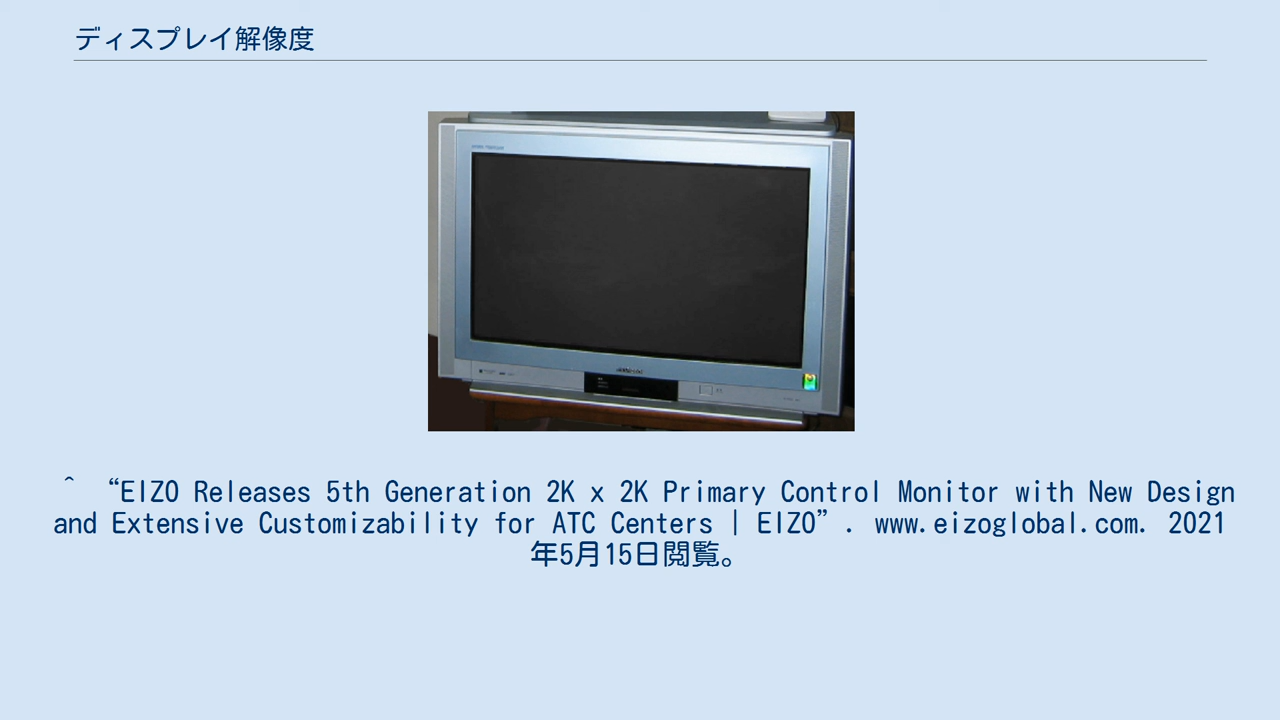 ディスプレイ解像度
^ “EIZO Releases 5th Generation 2K x 2K Primary Control Monitor with New Design
and Extensive Customizability for ATC Centers | EIZO”. www.eizoglobal.com. 2021
年5月15日閲覧。